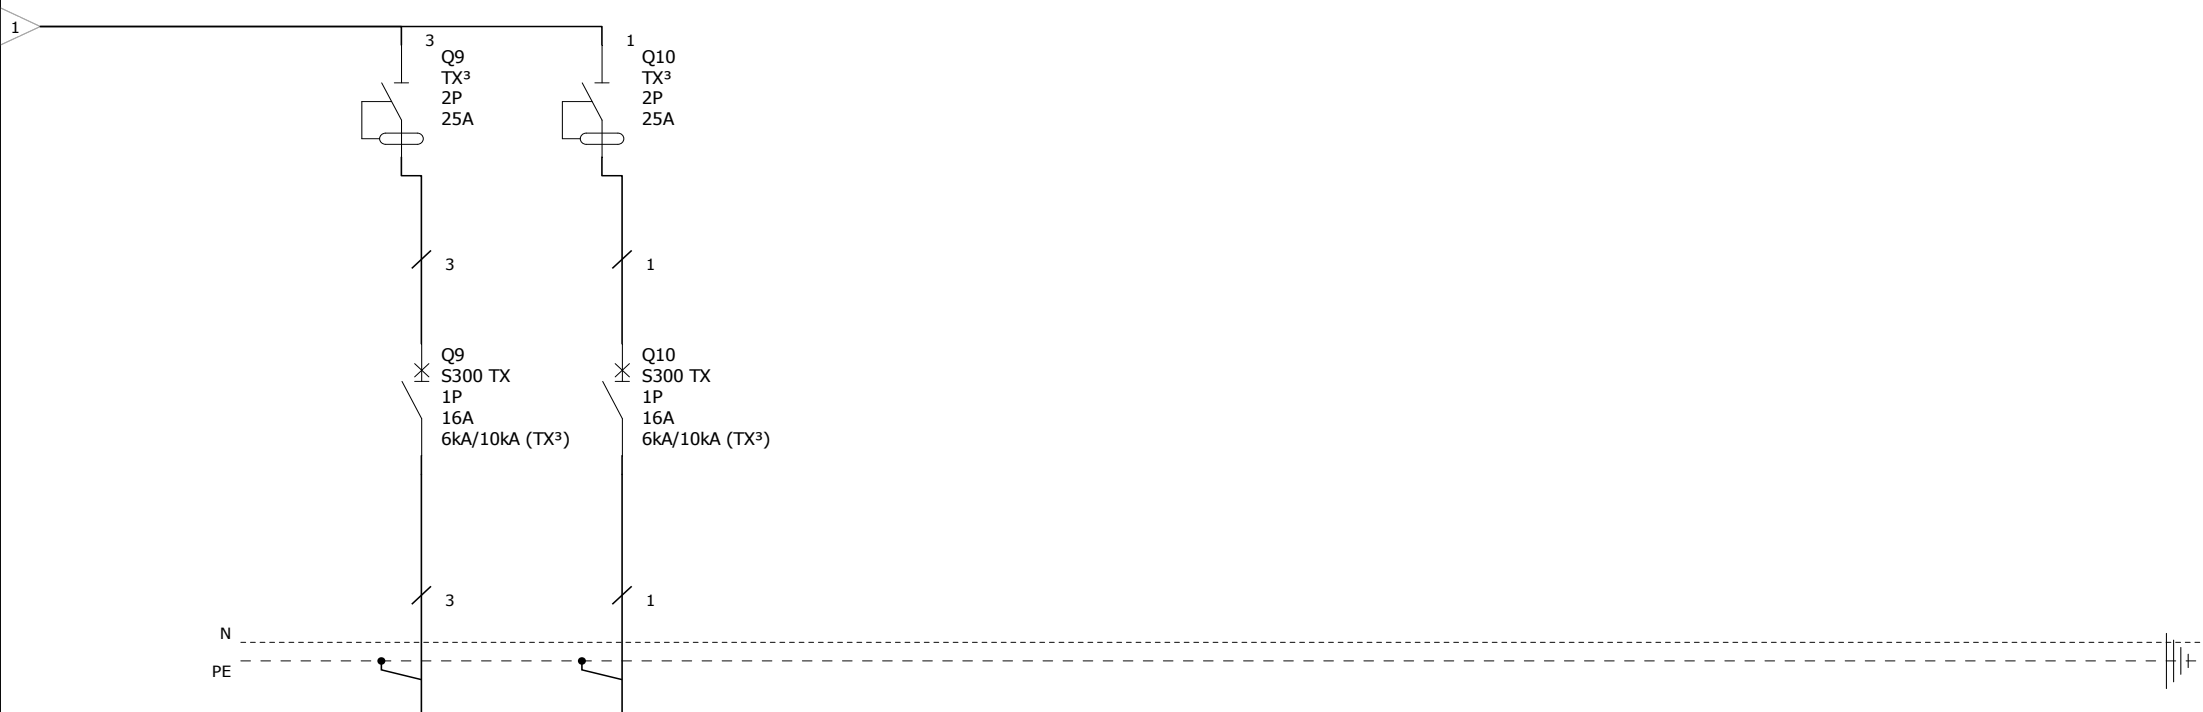 1
3
Q9
TX³
2P
25A
1
Q10
TX³
2P
25A
3
1
Q9
S300 TX
1P
16A
6kA/10kA (TX³)
Q10
S300 TX
1P
16A
6kA/10kA (TX³)
3
1
N
PE